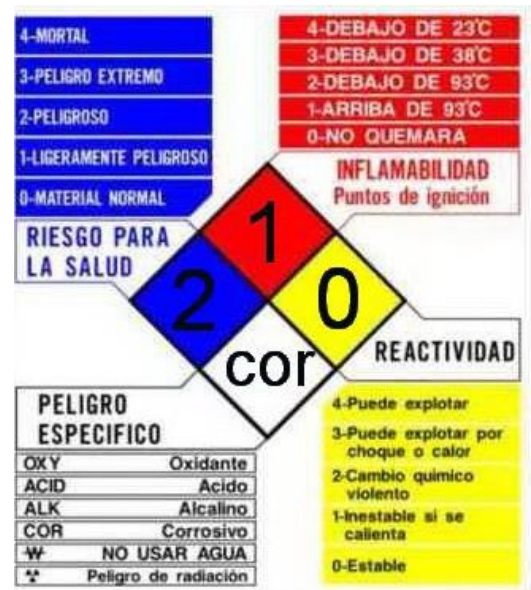 4-MORTAL
3-PELIGRO EXTREMO
2-PELIGROSO
1-LIGERAMENTE PELIGROSO
0-MATERIAL NORMAL
RIESGO PARA
LA SALUD
4-DEBAJO DE 23°C
3-DEBAJO DE 38°C
2-DEBAJO DE 93°C
1-ARRIBA DE 93°C
0-NO QUEMARA
INFLAMABILIDAD
Puntos de ignición
1
2
0
cor
REACTIVIDAD
4-Puede explotar
3-Puede explotar por
choque o calor
2-Cambio quimico
violento
1-Inestable si se
calienta
0-Estable
PELIGRO
ESPECIFICO
OXY Oxidante
ACID Acido
ALK Alcalino
COR Corrosivo
W NO USAR AGUA
Peligro de radiación